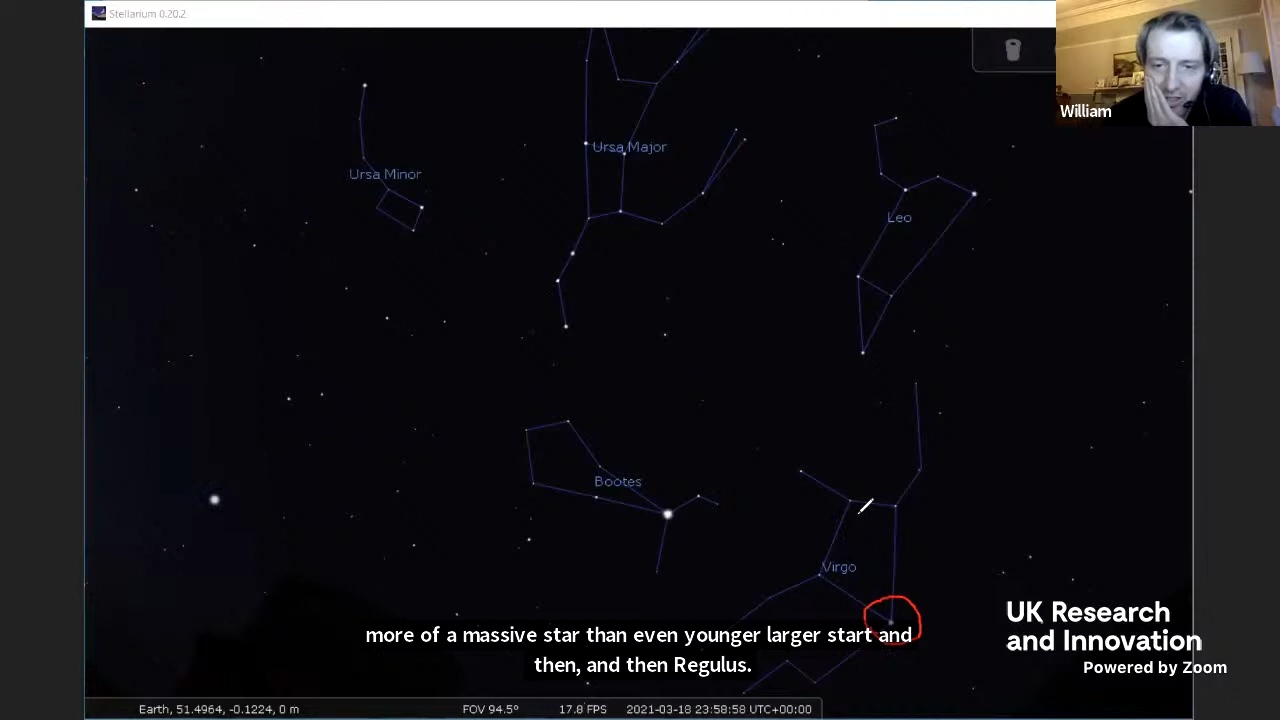 Stellarium 0.20.2
William
Ursa Major
Ursa Minor
Leo
Bootes
Virgo
UK Research
and Innovation
Powered by Zoom
more of a massive star than even younger larger start and
then, and then Regulus.
Earth, 51.4964, -0.1224, 0 m
FOV 94.5°
17.8 FPS
2021-03-18 23:58:58 UTC+00:00